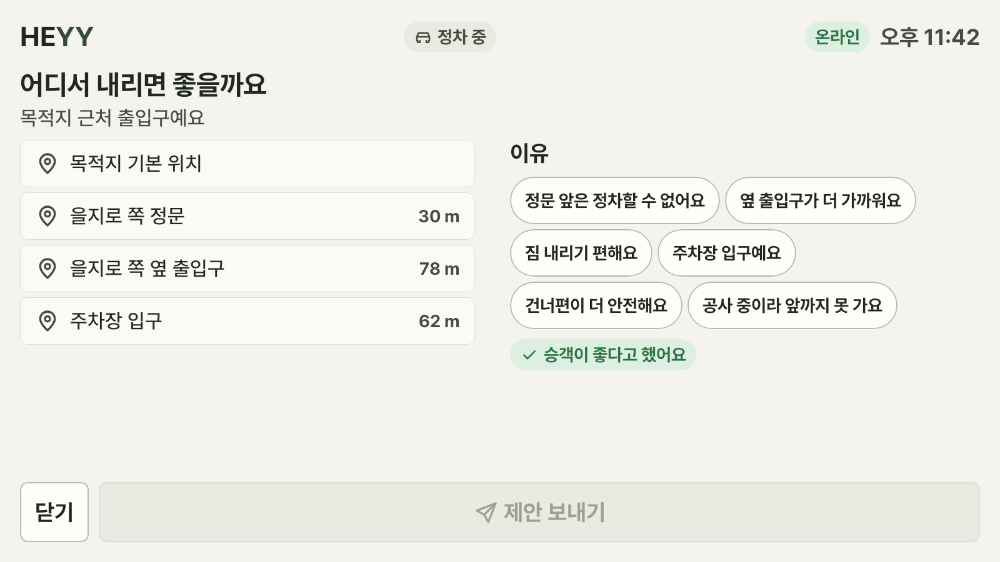 HEYY
정차 중
온라인
오후 11:42
어디서 내리면 좋을까요
목적지 근처 출입구예요
목적지 기본 위치
을지로 쪽 정문 30 m
을지로 쪽 옆 출입구 78 m
주차장 입구 62 m
이유
정문 앞은 정차할 수 없어요
옆 출입구가 더 가까워요
짐 내리기 편해요
주차장 입구예요
건너편이 더 안전해요
공사 중이라 앞까지 못 가요
승객이 좋다고 했어요
닫기
제안 보내기